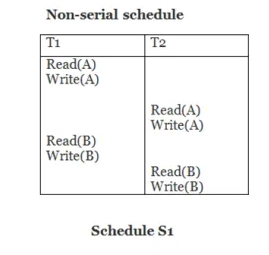 Non-serial schedule
T1 T2
Read(A)
Write(A)
Read(A)
Write(A)
Read(B)
Write(B)
Read(B)
Write(B)
Schedule S1